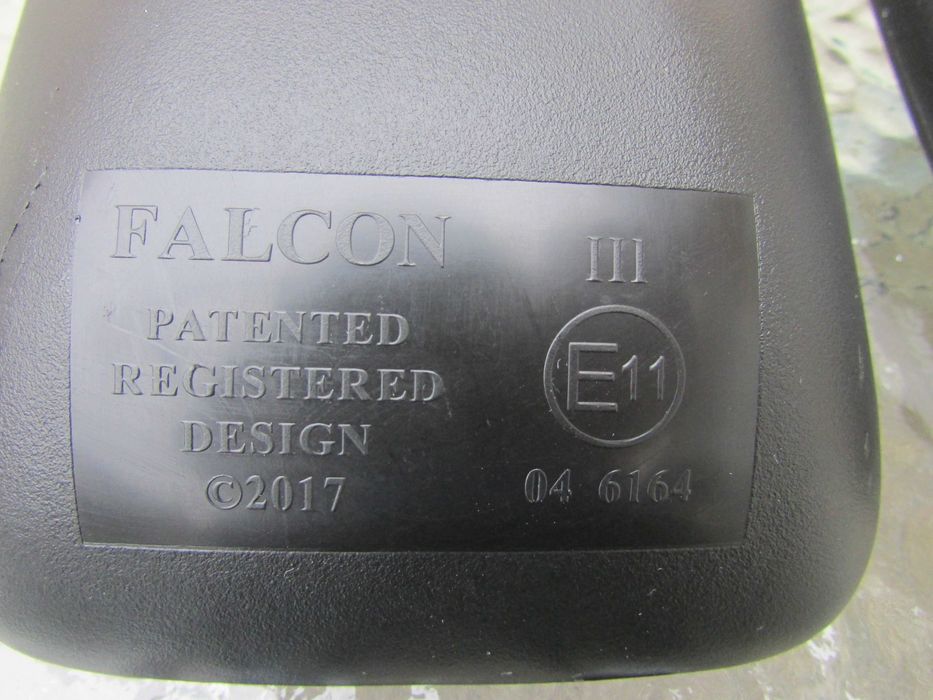 FALCON
PATENTED
REGISTERED
DESIGN
©2017
III
E11
04 6164